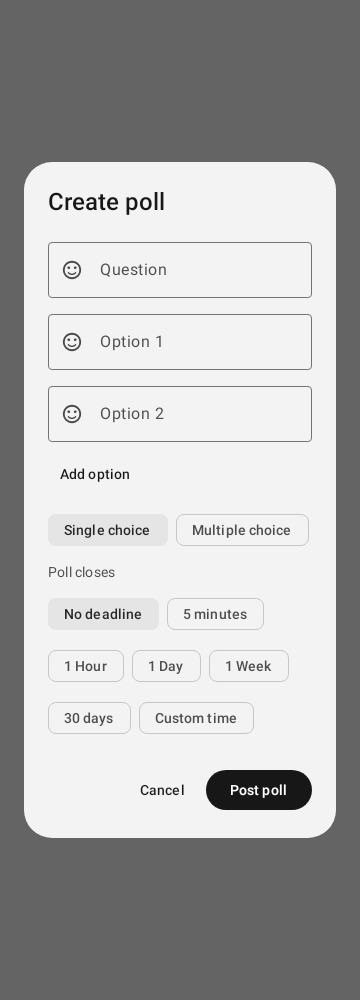 Create poll
Question
Option 1
Option 2
Add option
Single choice Multiple choice
Poll closes
No deadline 5 minutes
1 Hour 1 Day 1 Week
30 days Custom time
Cancel Post poll